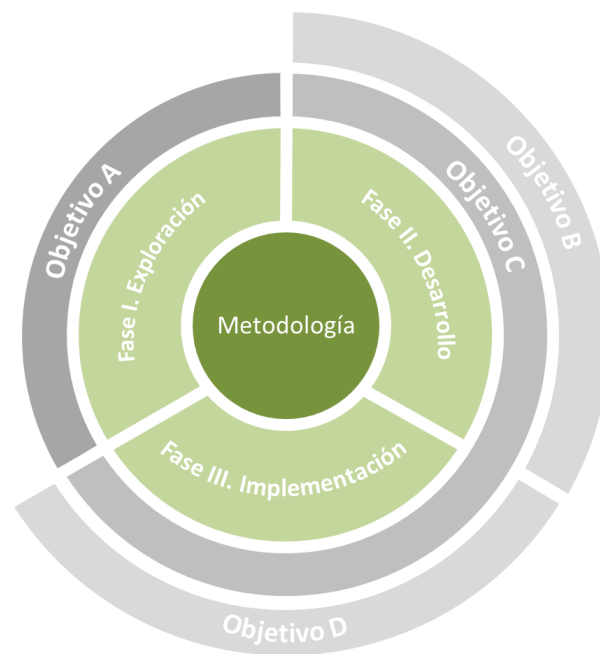 Objetivo A
Objetivo B
Objetivo C
Fase I. Exploración
Fase II. Desarrollo
Metodología
Fase III. Implementación
Objetivo D